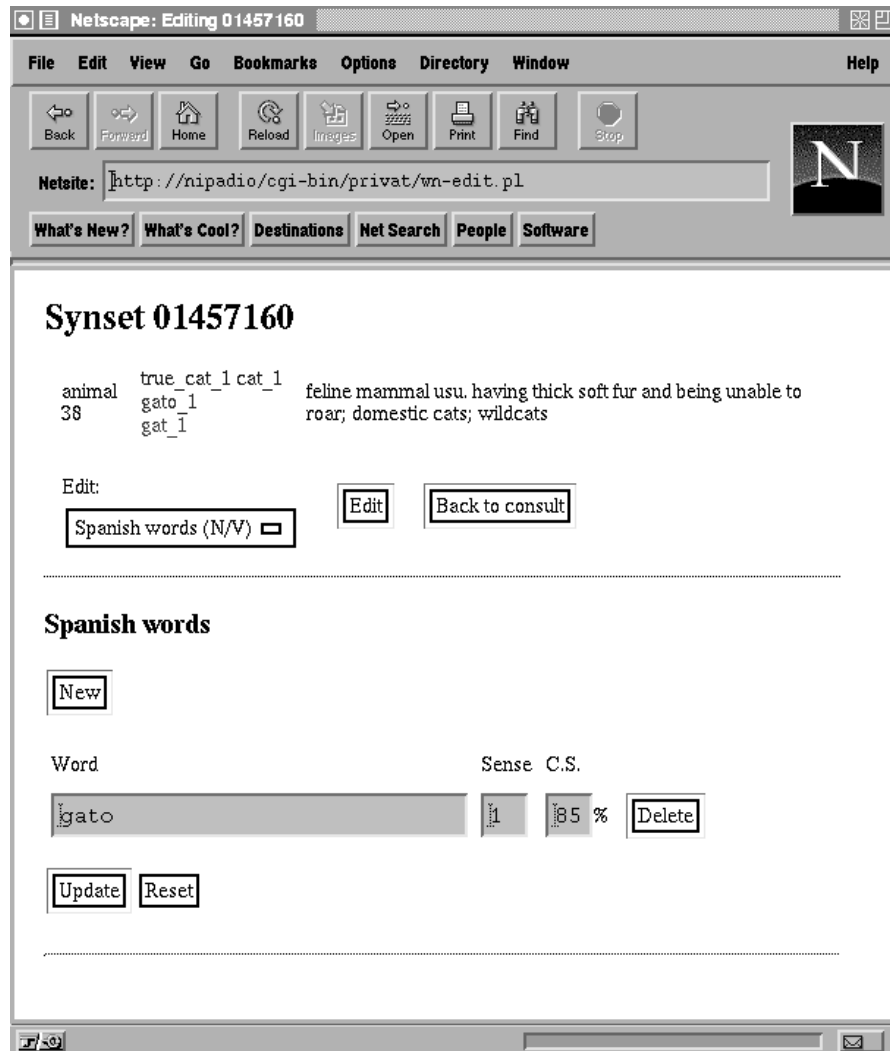 Netscape: Editing 01457160
File Edit View Go Bookmarks Options Directory Window Help
Back Forward Home Reload Images Open Print Find Stop
N
Netsite: http://nipadio/cgi-bin/privat/wn-edit.pl
What's New? What's Cool? Destinations Net Search People Software
Synset 01457160
animal
38
true_cat_1 cat_1
gato_1
gat_1
feline mammal usu. having thick soft fur and being unable to
roar; domestic cats; wildcats
Edit:
Spanish words (N/V) Edit Back to consult
Spanish words
New
Word Sense C.S.
gato 1 85 % Delete
Update Reset